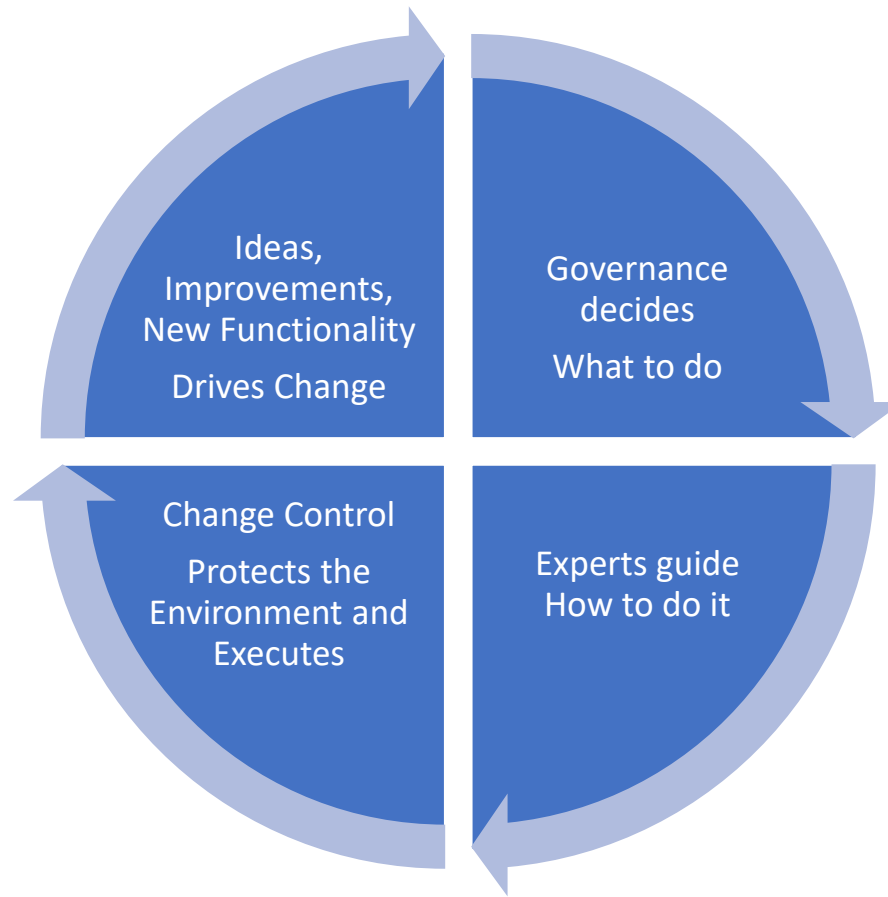 Ideas,
Improvements,
New Functionality
Drives Change
Governance
decides
What to do
Experts guide
How to do it
Change Control
Protects the
Environment and
Executes